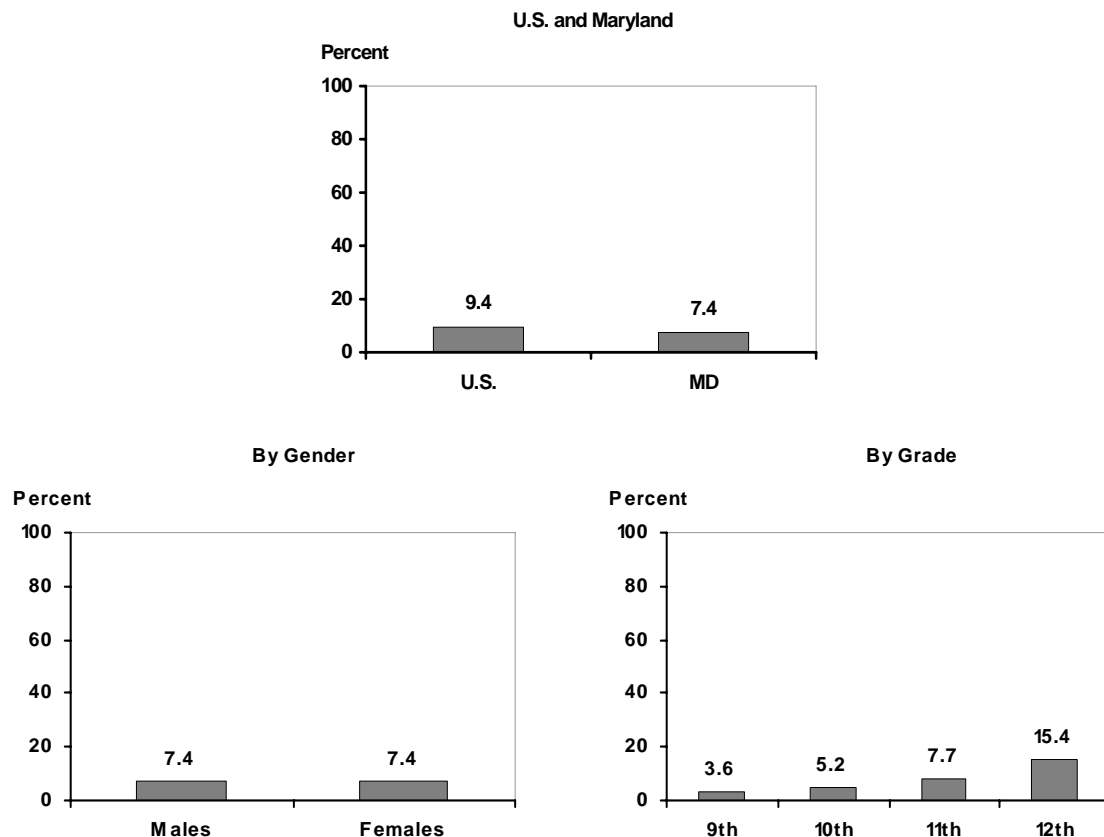 U.S. and Maryland
Percent
100
80
60
40
20
0
9.4
7.4
U.S.
MD
By Gender
Percent
100
80
60
40
20
0
7.4
7.4
Males
Females
By Grade
Percent
100
80
60
40
20
0
3.6
5.2
7.7
15.4
9th
10th
11th
12th